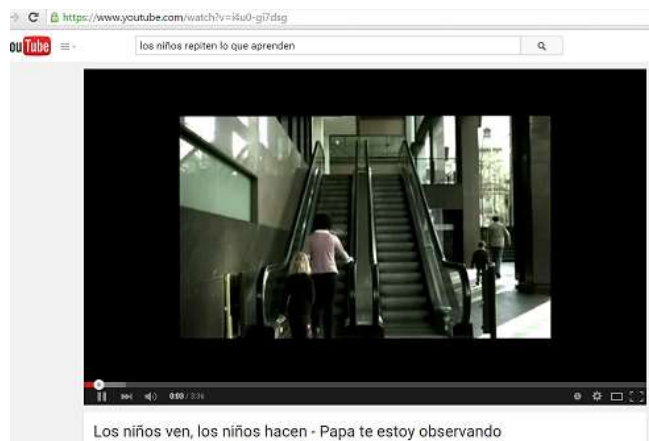 https://www.youtube.com/watch?v=i4u0-gi7dsg
ou Tube
los niños repiten lo que aprenden
0:03 / 3:36
Los niños ven, los niños hacen - Papa te estoy observando